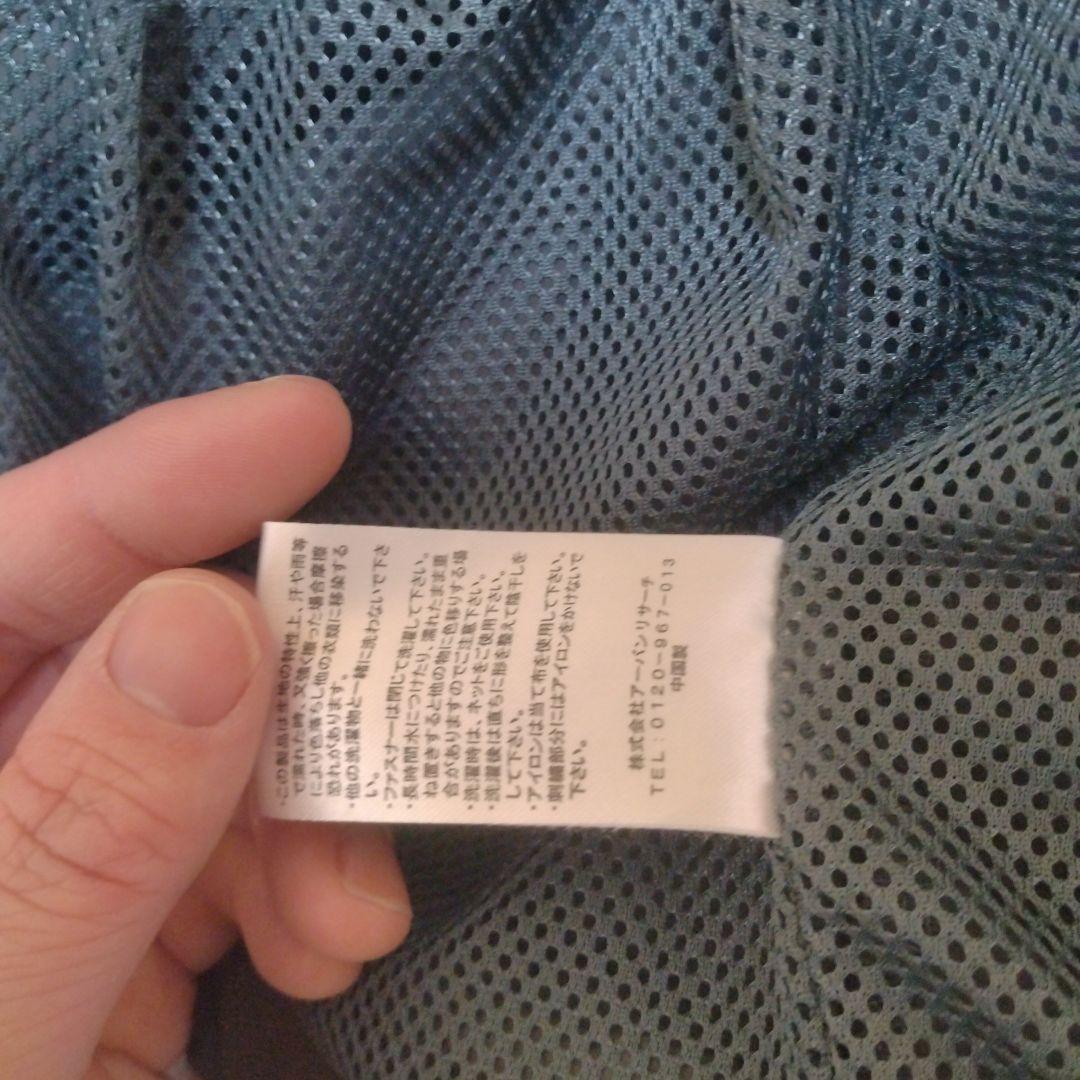 ・この製品は生地の特性上、汗や雨等
で濡れた時、又強く擦った場合摩擦
により色落ちし他の衣類に移染する
恐れがあります。
・他の洗濯物と一緒に洗わないで下さ
い。
・ファスナーは閉じて洗濯して下さい。
・長時間水につけたり、濡れたまま重
ね置きすると他の物に色移りする場
合がありますのでご注意下さい。
・洗濯時は、ネットをご使用下さい。
・洗濯後は直ちに形を整えて陰干しを
して下さい。
・アイロンは当て布を使用して下さい。
・刺繍部分にはアイロンをかけないで
下さい。
株式会社アーバンリサーチ
TEL:0120-967-013
中国製